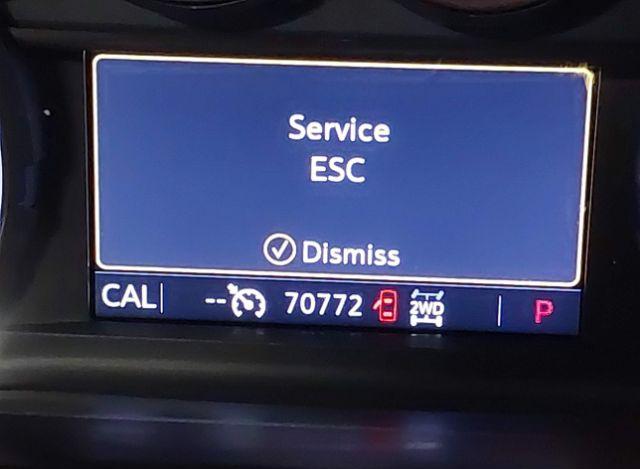 Service
ESC
Dismiss
CAL -- 70772 2WD P